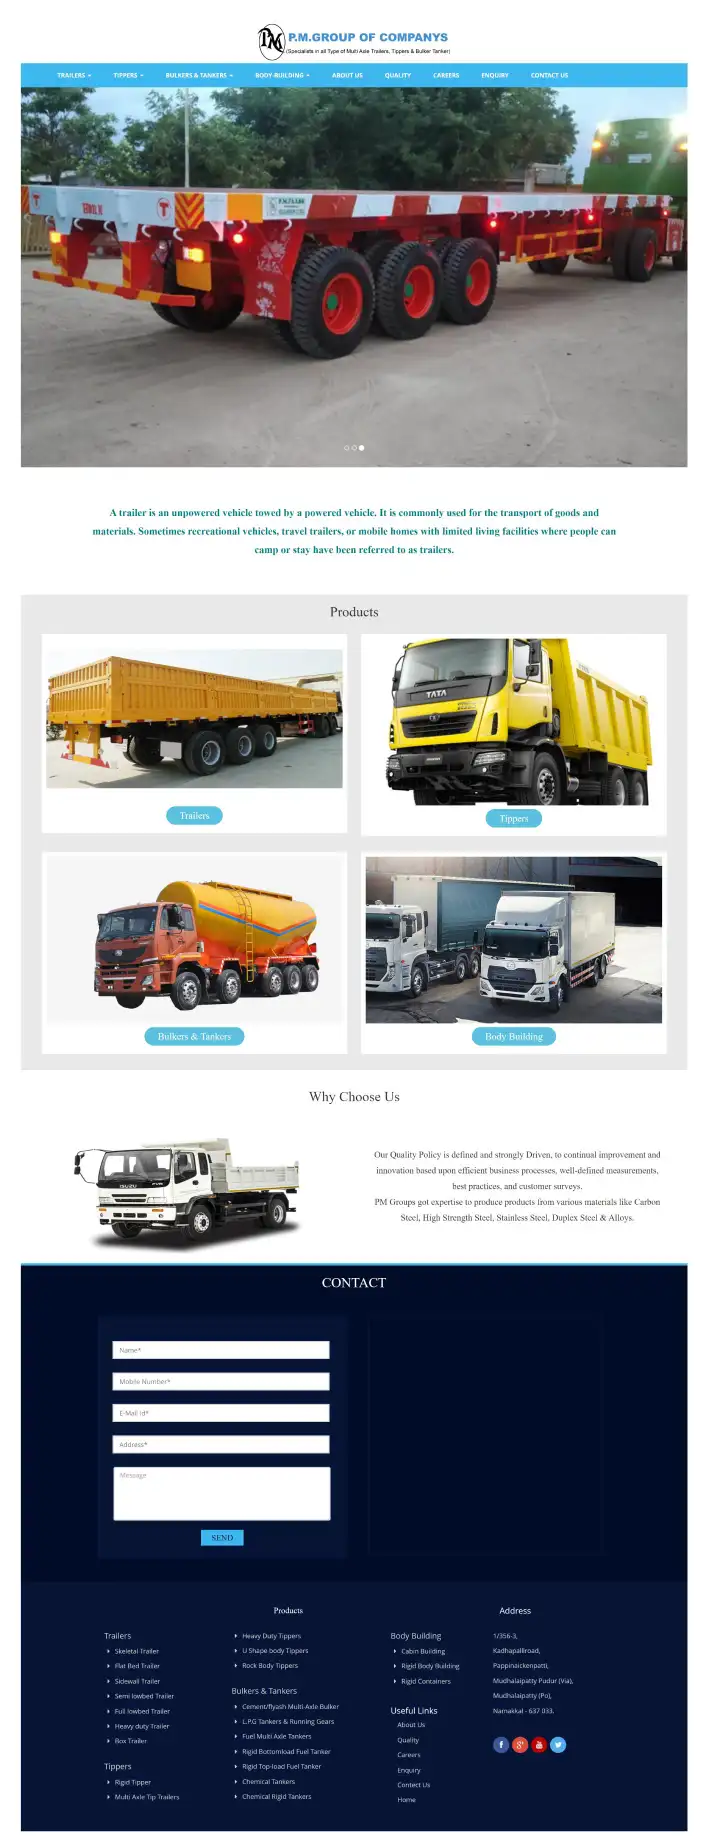 PM
P.M.GROUP OF COMPANYS
(Specialists in all Type of Multi Axle Trailers, Tippers & Bulker Tanker)
TRAILERS
TIPPERS
BULKERS & TANKERS
BODY-BUILDING
ABOUT US
QUALITY
CAREERS
ENQUIRY
CONTACT US
A trailer is an unpowered vehicle towed by a powered vehicle. It is commonly used for the transport of goods and
materials. Sometimes recreational vehicles, travel trailers, or mobile homes with limited living facilities where people can
camp or stay have been referred to as trailers.
Products
TATA
Trailers
Tippers
Bulkers & Tankers
Body Building
Why Choose Us
ISUZU
FVR
Our Quality Policy is defined and strongly Driven, to continual improvement and
innovation based upon efficient business processes, well-defined measurements,
best practices, and customer surveys.
PM Groups got expertise to produce products from various materials like Carbon
Steel, High Strength Steel, Stainless Steel, Duplex Steel & Alloys.
CONTACT
Name*
Mobile Number*
E-Mail Id*
Address*
Message
SEND
Products
Trailers
Skeletal Trailer
Flat Bed Trailer
Sidewall Trailer
Semi lowbed Trailer
Full lowbed Trailer
Heavy duty Trailer
Box Trailer
Tippers
Rigid Tipper
Multi Axle Tip Trailers
Heavy Duty Tippers
U Shape body Tippers
Rock Body Tippers
Bulkers & Tankers
Cement/flyash Multi-Axle Bulker
L.P.G Tankers & Running Gears
Fuel Multi Axle Tankers
Rigid Bottomload Fuel Tanker
Rigid Top-load Fuel Tanker
Chemical Tankers
Chemical Rigid Tankers
Body Building
Cabin Building
Rigid Body Building
Rigid Containers
Useful Links
About Us
Quality
Careers
Enquiry
Contact Us
Home
Address
1/356-3,
Kadhapalliroad,
Pappinaickenpatti,
Mudhalaipatty Pudur (Via),
Mudhalaipatty (Po),
Namakkal - 637 033.